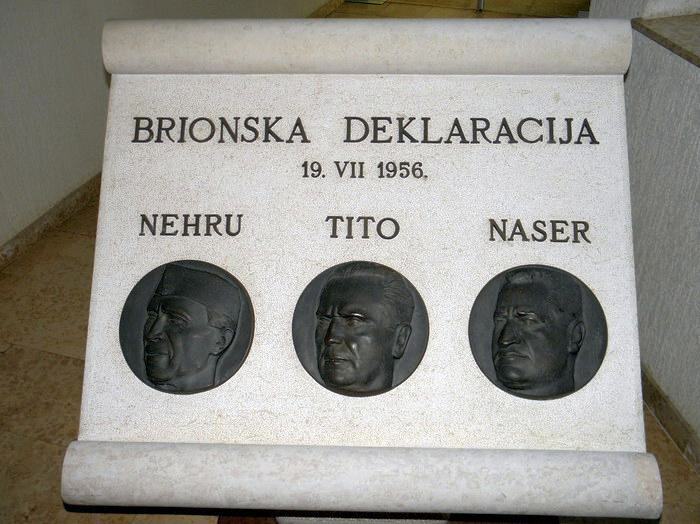 BRIONSKA DEKLARACIJA
19. VII 1956.
NEHRU TITO NASER